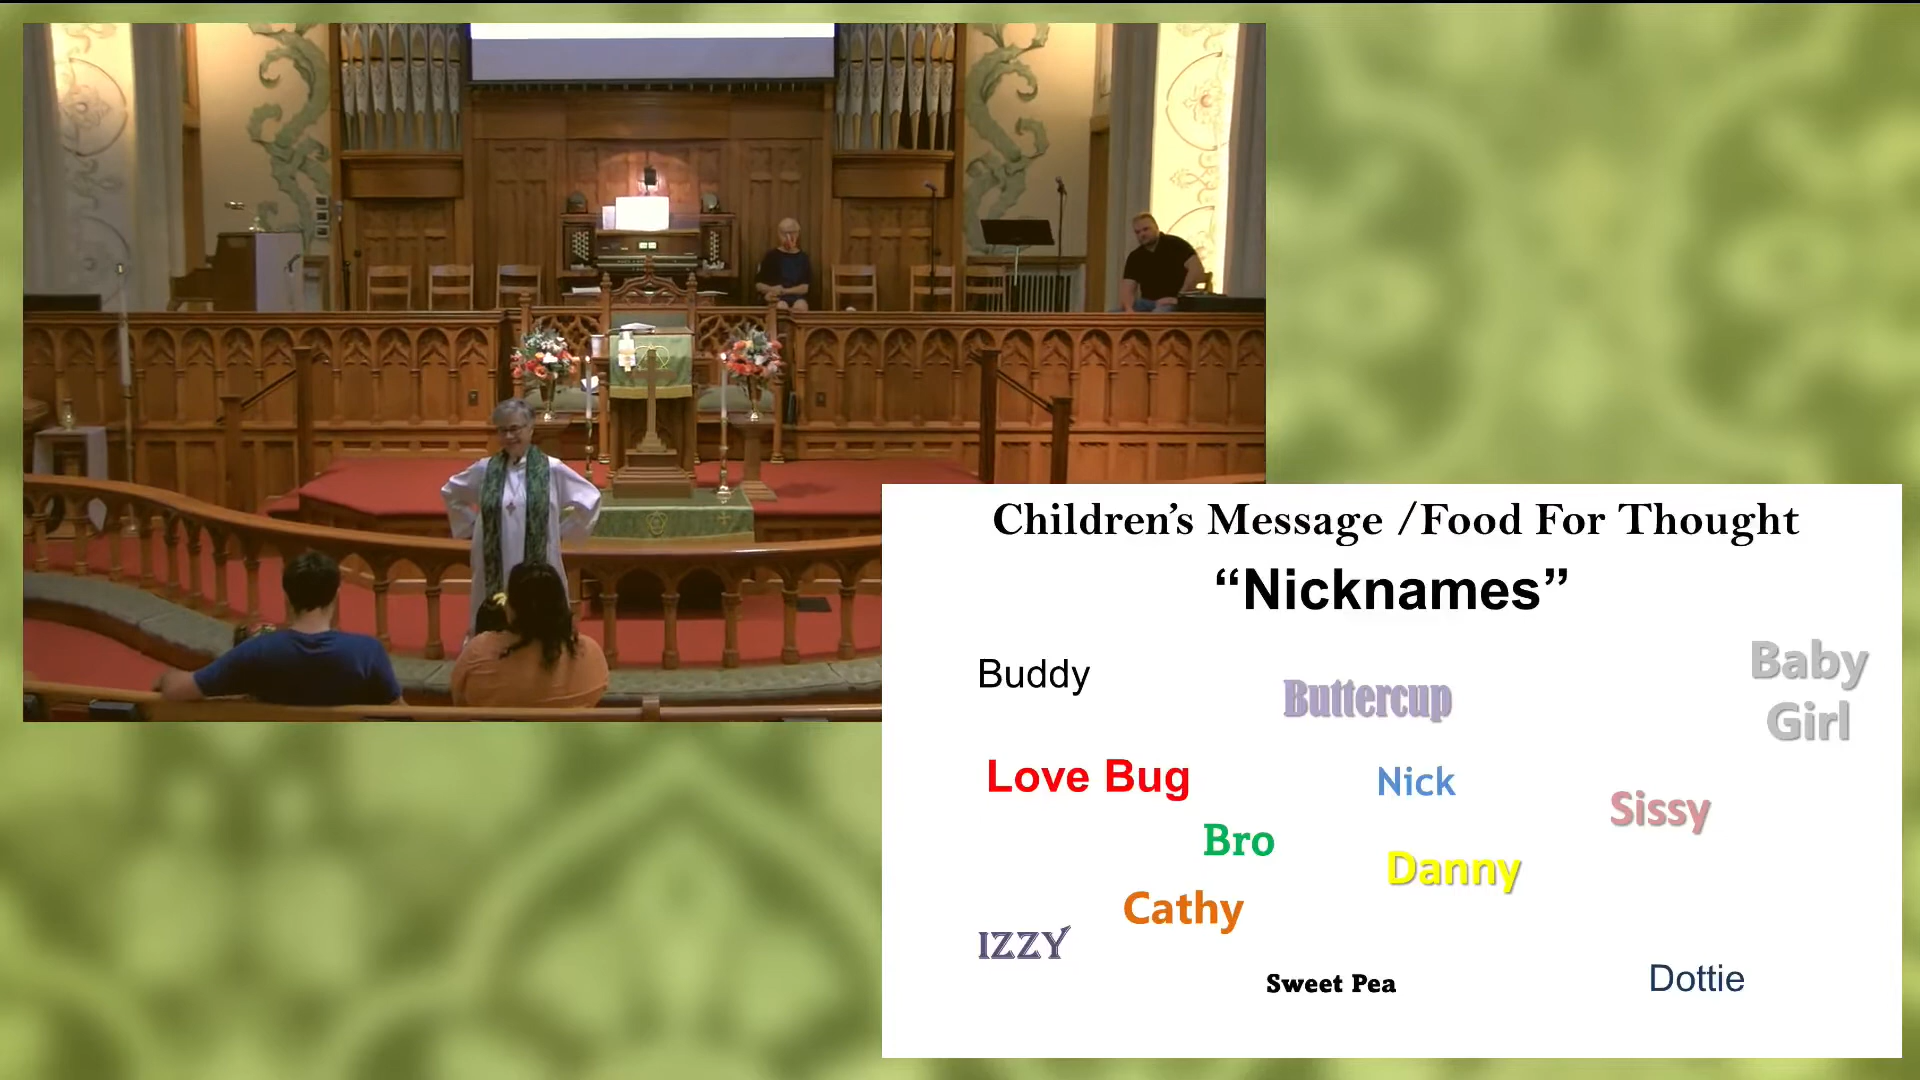 Children's Message /Food For Thought
“Nicknames”
Buddy
Buttercup
Baby
Girl
Love Bug
Nick
Sissy
Bro
Danny
Cathy
IZZY
Sweet Pea
Dottie